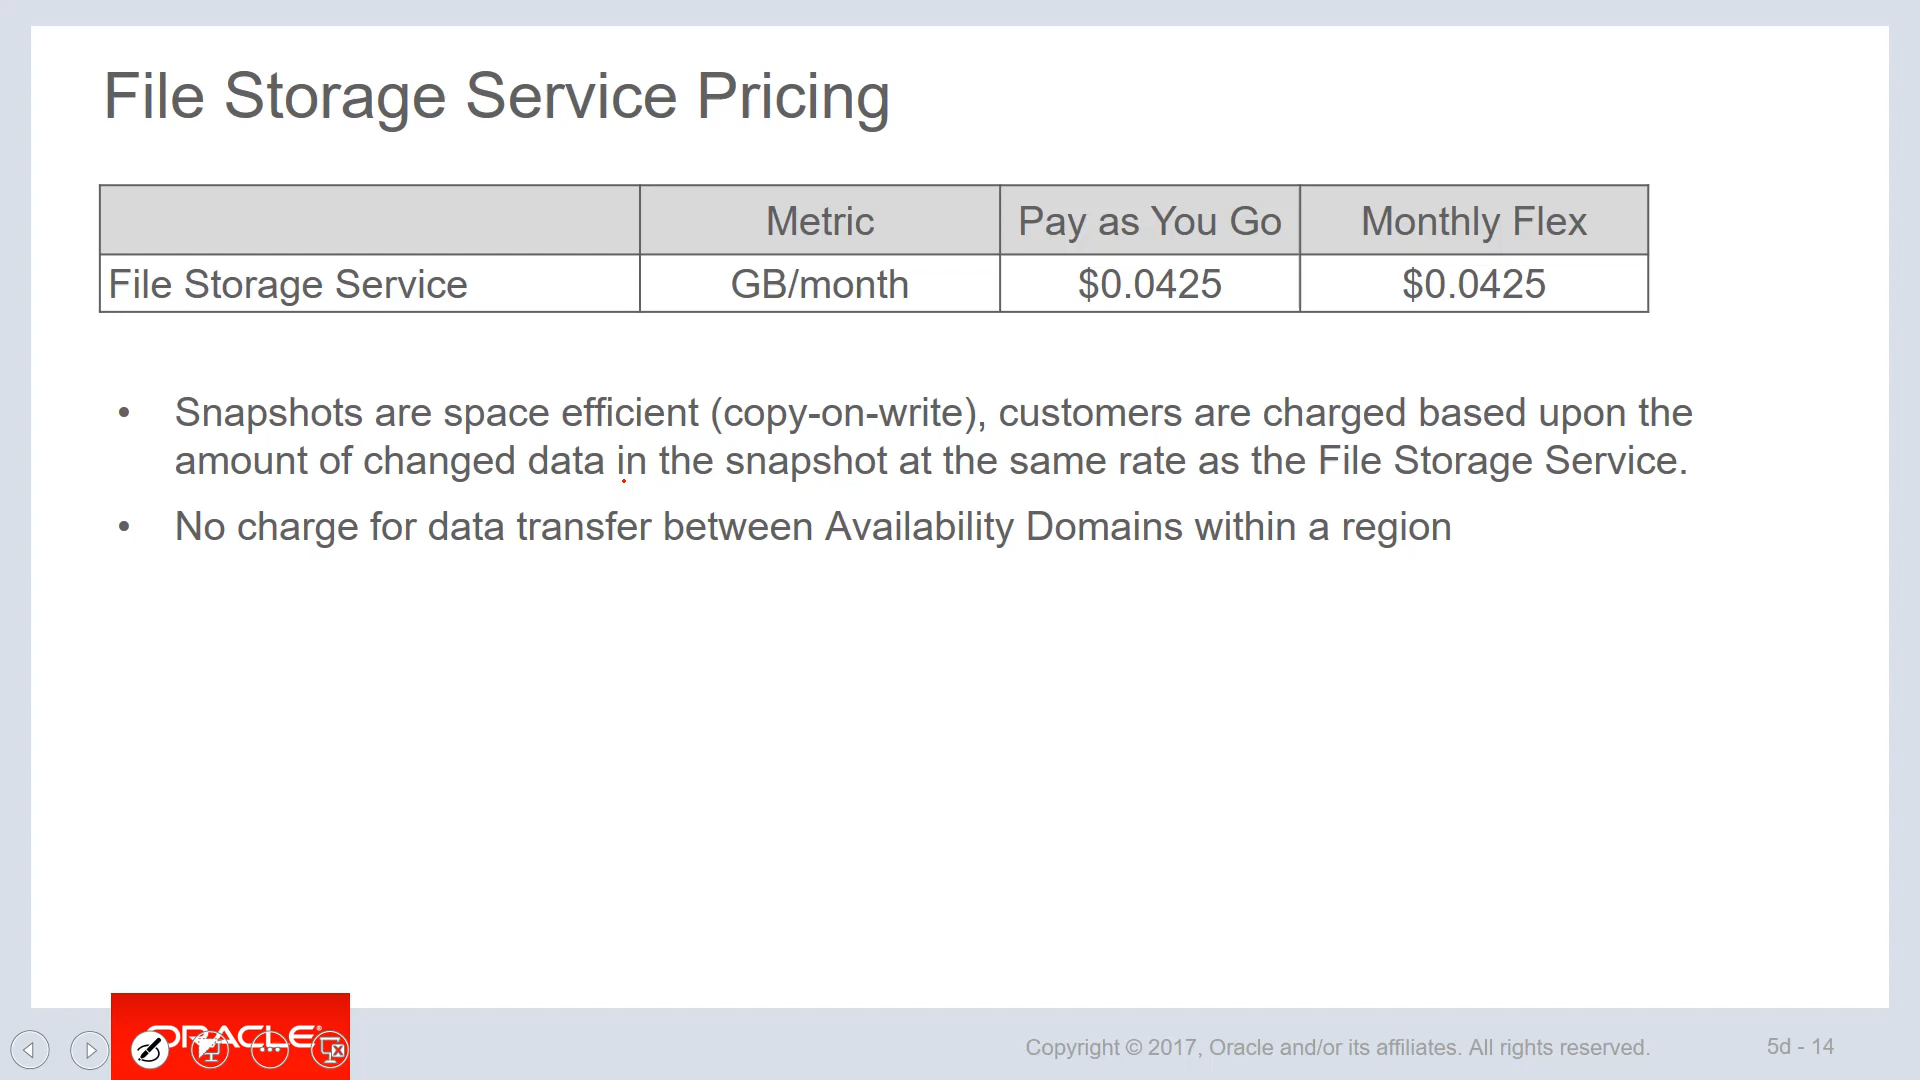 File Storage Service Pricing
Metric Pay as You Go Monthly Flex
File Storage Service GB/month $0.0425 $0.0425
• Snapshots are space efficient (copy-on-write), customers are charged based upon the
amount of changed data in the snapshot at the same rate as the File Storage Service.
• No charge for data transfer between Availability Domains within a region
ORACLE®
Copyright © 2017, Oracle and/or its affiliates. All rights reserved. 5d - 14